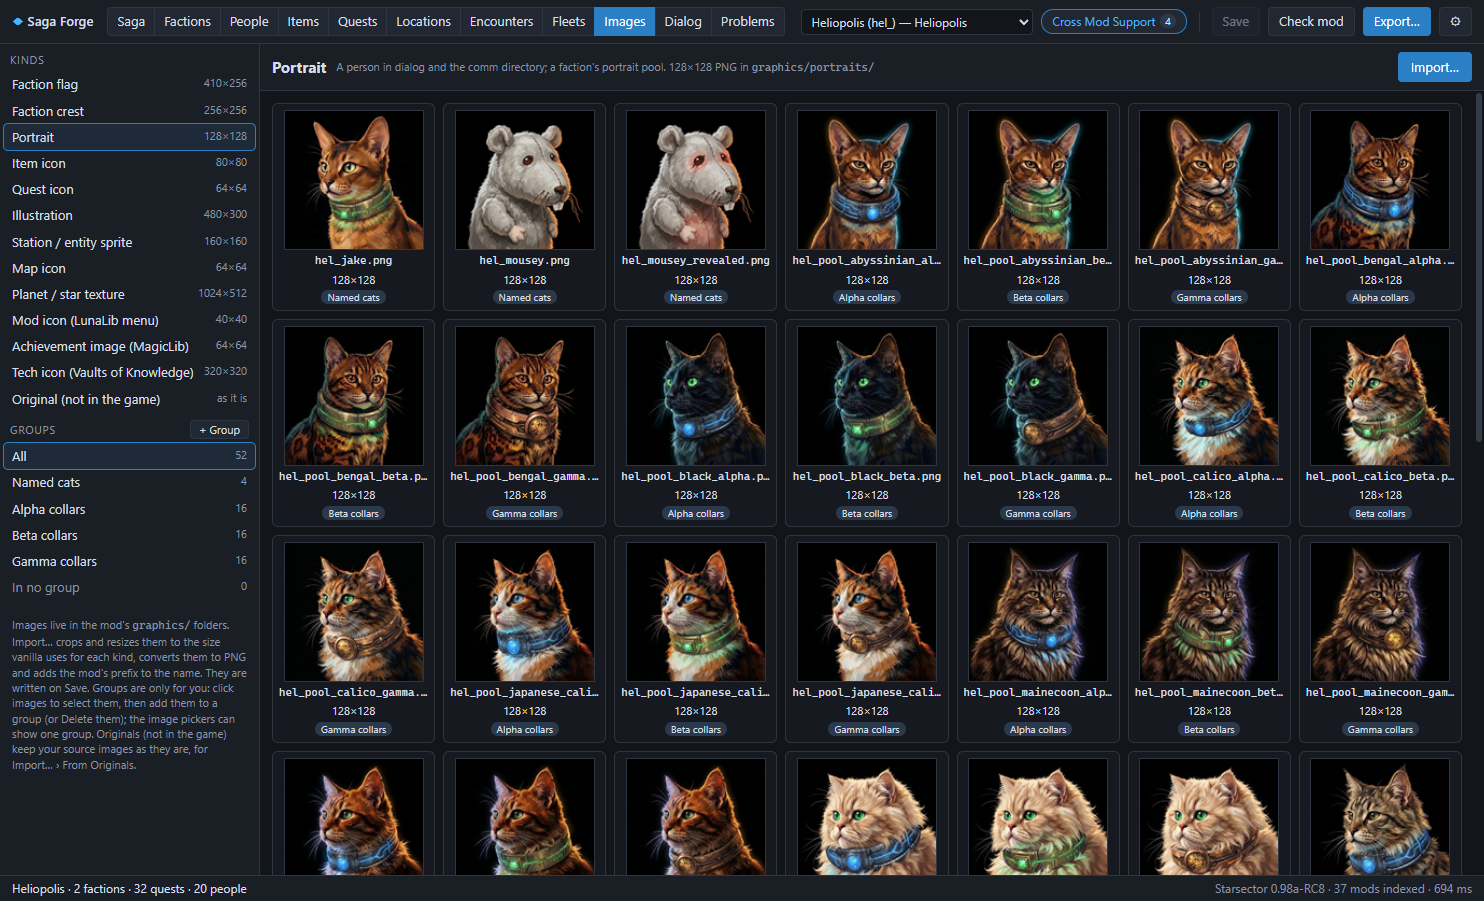 Saga Forge Saga Factions People Items Quests Locations Encounters Fleets Images Dialog Problems Heliopolis (hel_) — Heliopolis Cross Mod Support 4 Save Check mod Export...
KINDS
Faction flag 410×256
Faction crest 256×256
Portrait 128×128
Item icon 80×80
Quest icon 64×64
Illustration 480×300
Station / entity sprite 160×160
Map icon 64×64
Planet / star texture 1024×512
Mod icon (LunaLib menu) 40×40
Achievement image (MagicLib) 64×64
Tech icon (Vaults of Knowledge) 320×320
Original (not in the game) as it is
GROUPS + Group
All 52
Named cats 4
Alpha collars 16
Beta collars 16
Gamma collars 16
In no group 0
Images live in the mod's graphics/ folders.
Import... crops and resizes them to the size
vanilla uses for each kind, converts them to PNG
and adds the mod's prefix to the name. They are
written on Save. Groups are only for you: click
images to select them, then add them to a
group (or Delete them); the image pickers can
show one group. Originals (not in the game)
keep your source images as they are, for
Import... › From Originals.
Portrait A person in dialog and the comm directory; a faction's portrait pool. 128×128 PNG in graphics/portraits/ Import...
hel_jake.png hel_mousey.png hel_mousey_revealed.png hel_pool_abyssinian_al... hel_pool_abyssinian_be... hel_pool_abyssinian_ga... hel_pool_bengal_alpha....
128×128 128×128 128×128 128×128 128×128 128×128 128×128
Named cats Named cats Named cats Alpha collars Beta collars Gamma collars Alpha collars
hel_pool_bengal_beta.p... hel_pool_bengal_gamma.... hel_pool_black_alpha.p... hel_pool_black_beta.png hel_pool_black_gamma.p... hel_pool_calico_alpha.... hel_pool_calico_beta.p...
128×128 128×128 128×128 128×128 128×128 128×128 128×128
Beta collars Gamma collars Alpha collars Beta collars Gamma collars Alpha collars Beta collars
hel_pool_calico_gamma.... hel_pool_japanese_cali... hel_pool_japanese_cali... hel_pool_japanese_cali... hel_pool_mainecoon_alp... hel_pool_mainecoon_bet... hel_pool_mainecoon_gam...
128×128 128×128 128×128 128×128 128×128 128×128 128×128
Gamma collars Alpha collars Beta collars Gamma collars Alpha collars Beta collars Gamma collars
Heliopolis · 2 factions · 32 quests · 20 people Starsector 0.98a-RC8 · 37 mods indexed · 694 ms